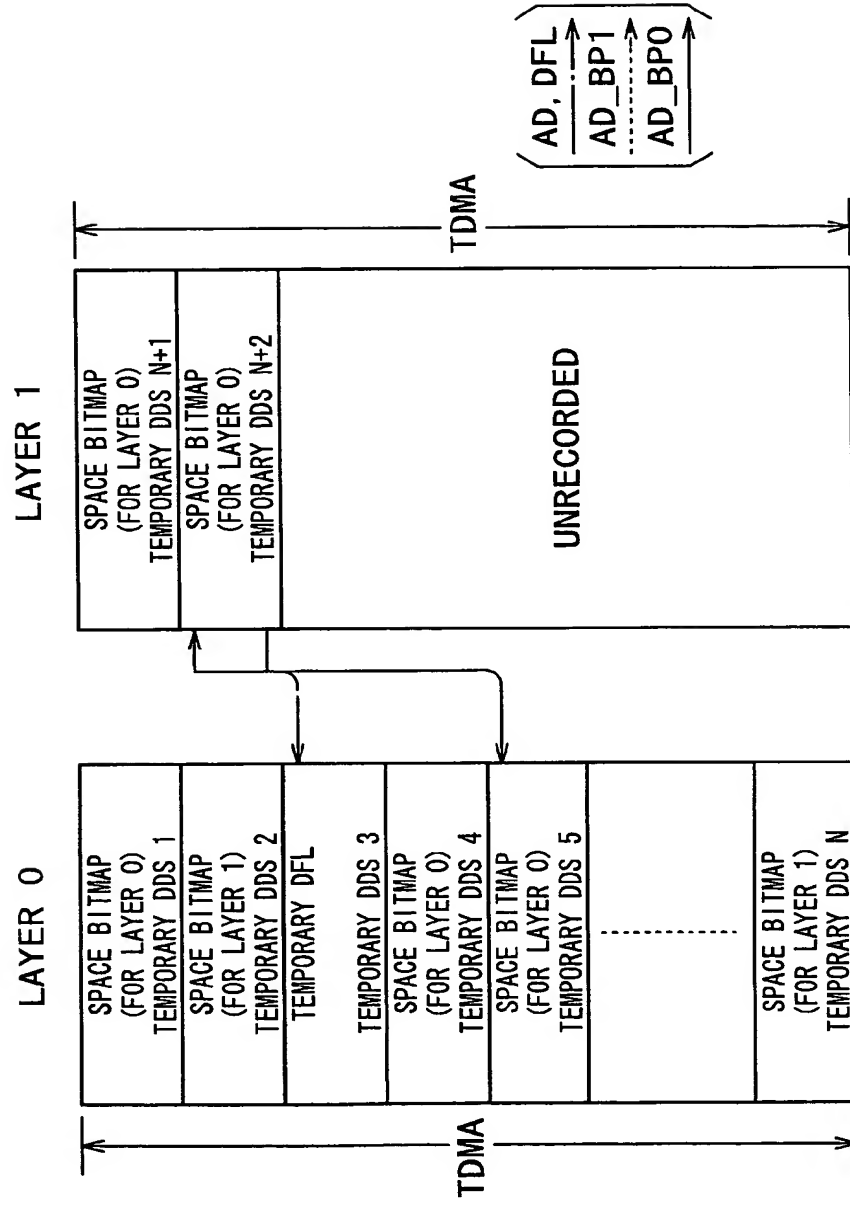 LAYER 0
SPACE BITMAP
(FOR LAYER 0)
TEMPORARY DDS 1
SPACE BITMAP
(FOR LAYER 1)
TEMPORARY DDS 2
TEMPORARY DFL
TEMPORARY DDS 3
SPACE BITMAP
(FOR LAYER 0)
TEMPORARY DDS 4
SPACE BITMAP
(FOR LAYER 0)
TEMPORARY DDS 5
SPACE BITMAP
(FOR LAYER 1)
TEMPORARY DDS N
TDMA
LAYER 1
SPACE BITMAP
(FOR LAYER 0)
TEMPORARY DDS N+1
SPACE BITMAP
(FOR LAYER 0)
TEMPORARY DDS N+2
UNRECORDED
TDMA
AD, DFL
AD_BP1
AD_BP0